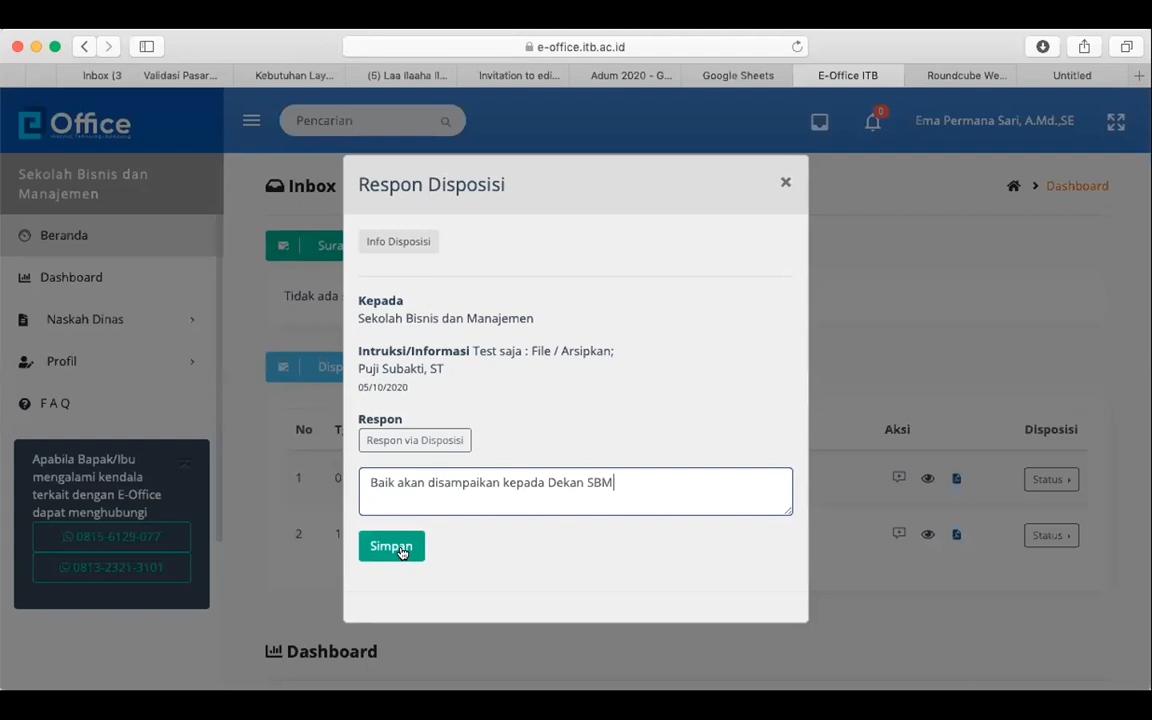 e-office.itb.ac.id
Inbox (3
Validasi Pasar...
Kebutuhan Lay...
(5) Laa Ilaaha Il...
Invitation to edi...
Adum 2020 - G...
Google Sheets
E-Office ITB
Roundcube We...
Untitled
Office
Pencarian
0
Ema Permana Sari, A.Md.,SE
Sekolah Bisnis dan
Manajemen
Beranda
Dashboard
Naskah Dinas
Profil
F A Q
Apabila Bapak/Ibu
mengalami kendala
terkait dengan E-Office
dapat menghubungi
0815-6129-077
0813-2321-3101
Inbox
Dashboard
Sura
Tidak ada
Disp
No
T
Aksi
Disposisi
1
0
Status
2
1
Status
Dashboard
Respon Disposisi
×
Info Disposisi
Kepada
Sekolah Bisnis dan Manajemen
Intruksi/Informasi Test saja : File / Arsipkan;
Puji Subakti, ST
05/10/2020
Respon
Respon via Disposisi
Baik akan disampaikan kepada Dekan SBM
Simpan